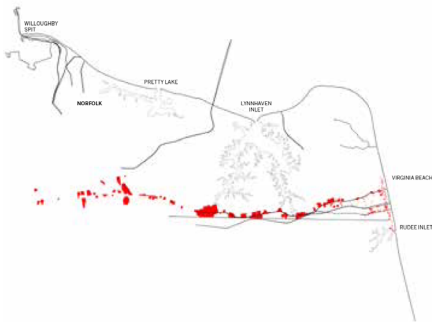 WILLOUGHBY
SPIT
PRETTY LAKE
NORFOLK
LYNNHAVEN
INLET
VIRGINIA BEACH
RUDEE INLET